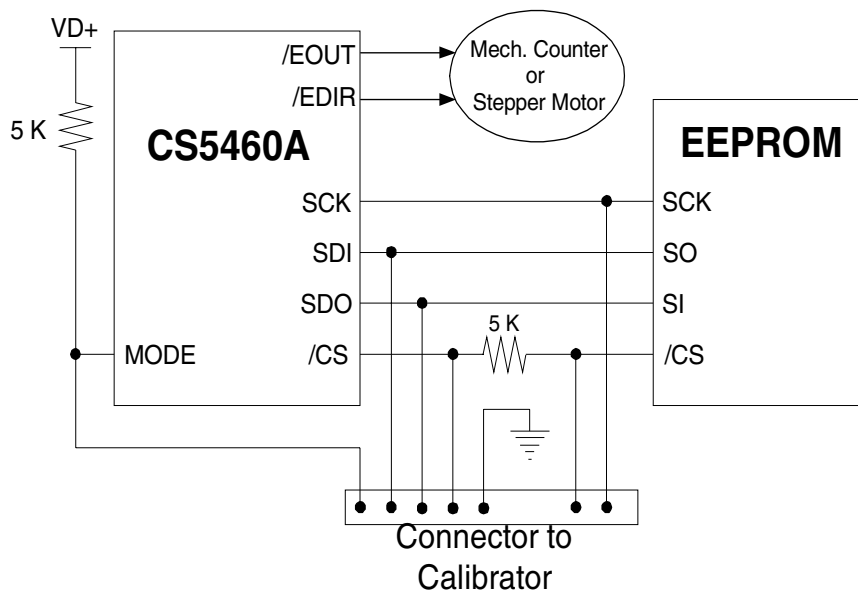 VD+
5 K
CS5460A
/EOUT
/EDIR
SCK
SDI
SDO
/CS
MODE
Mech. Counter
or
Stepper Motor
5 K
EEPROM
SCK
SO
SI
/CS
Connector to
Calibrator